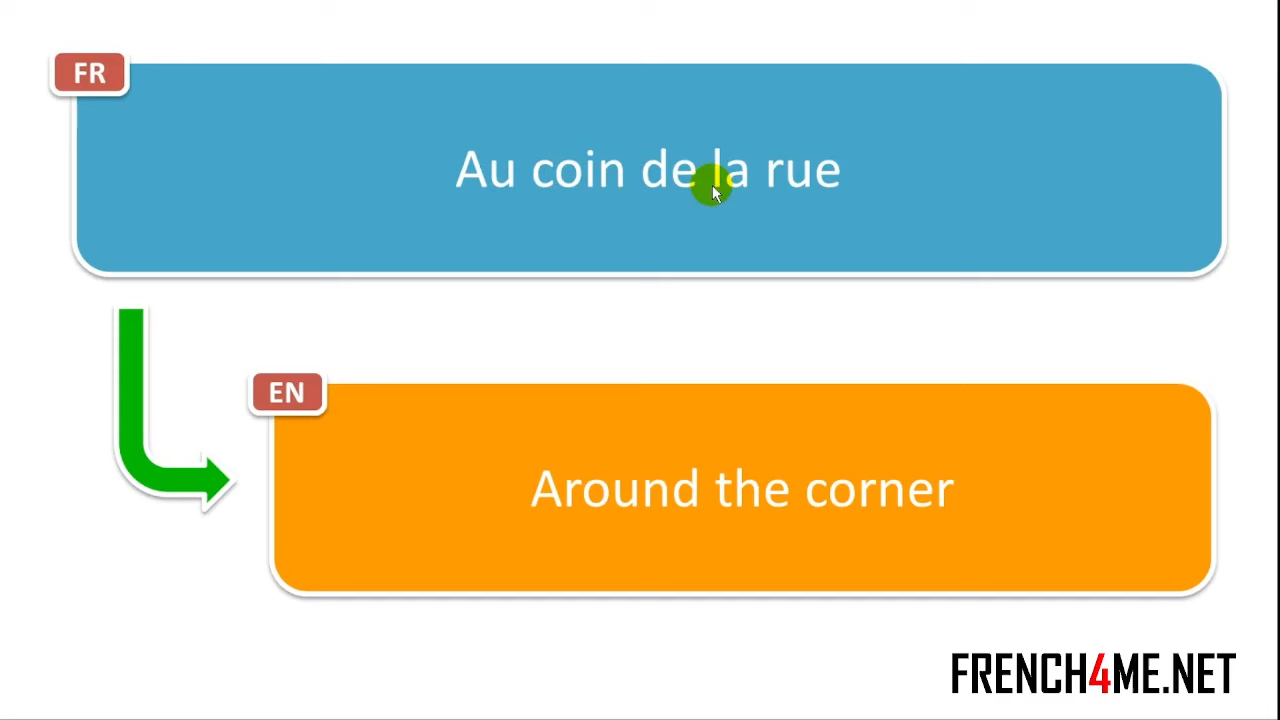 FR
Au coin de la rue
EN
Around the corner
FRENCH4ME.NET